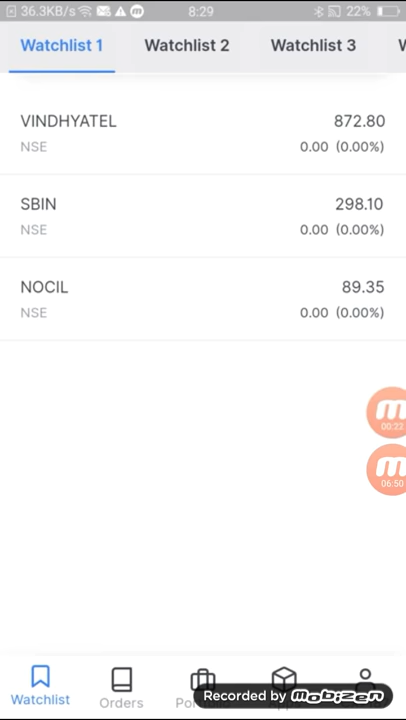 36.3KB/s 8:29 22%
Watchlist 1 Watchlist 2 Watchlist 3
VINDHYATEL 872.80
NSE 0.00 (0.00%)
SBIN 298.10
NSE 0.00 (0.00%)
NOCIL 89.35
NSE 0.00 (0.00%)
00:22
06:50
Watchlist Orders
Recorded by mobizen